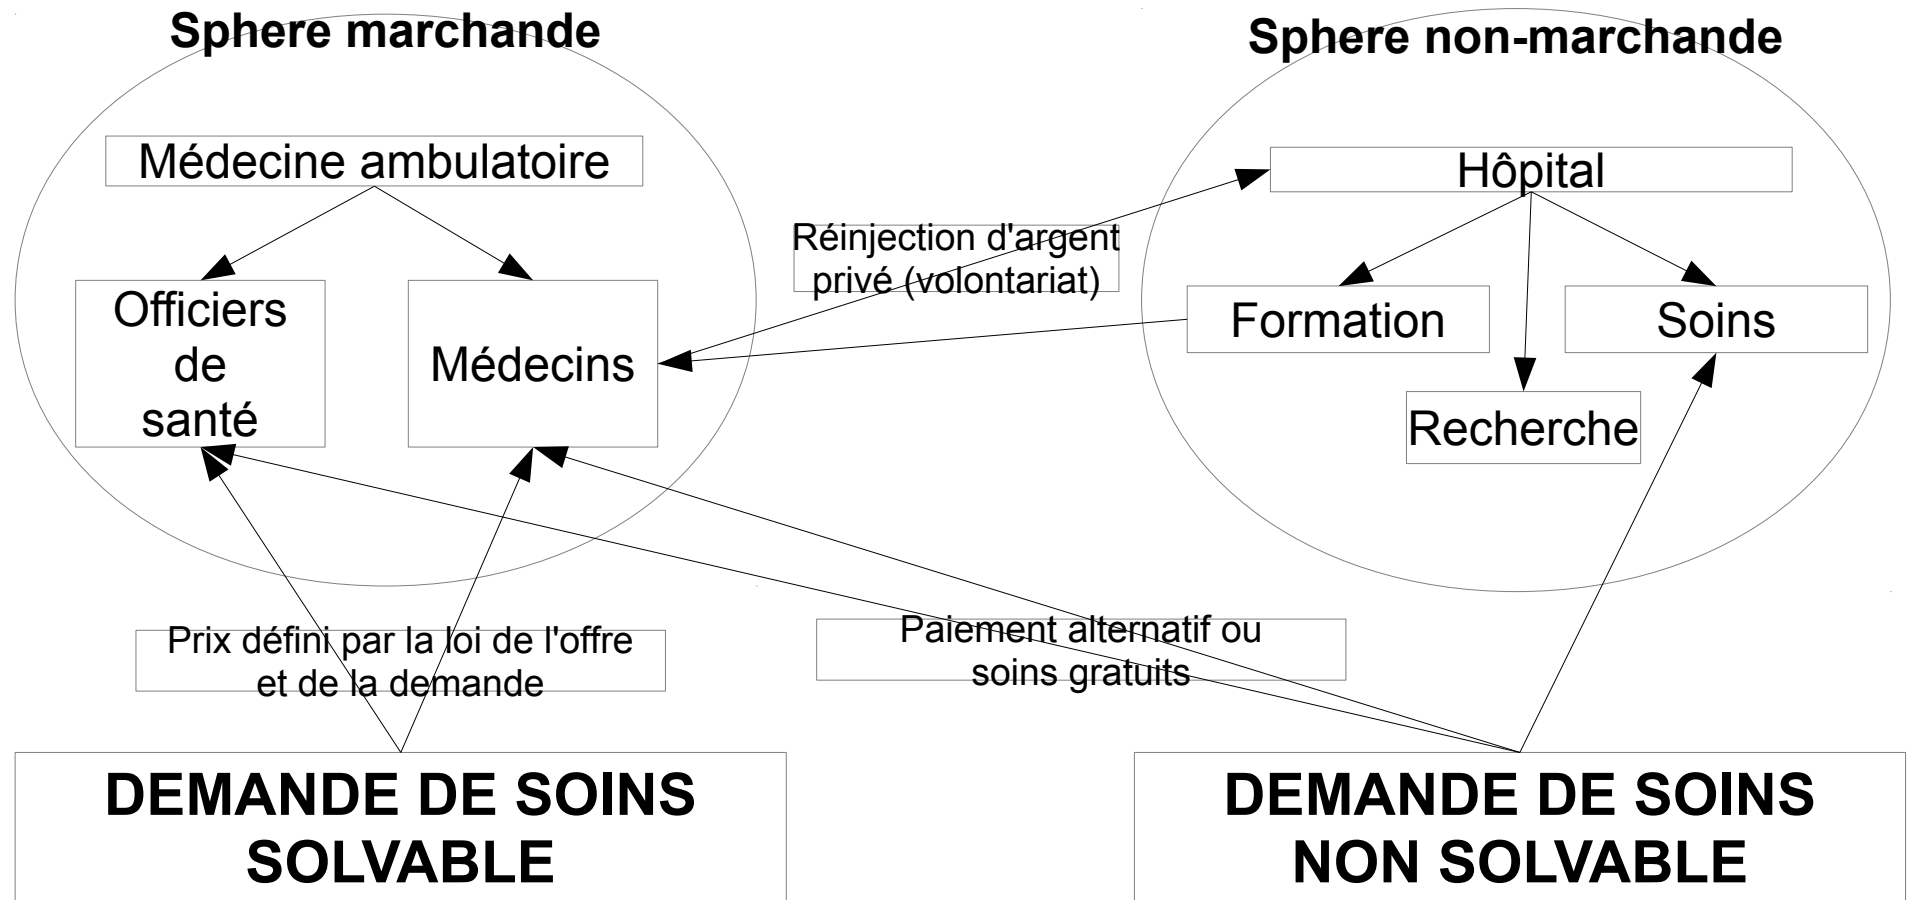 Sphere marchande
Sphere non-marchande
Médecine ambulatoire
Hôpital
Réinjection d'argent
privé (volontariat)
Officiers
de
santé
Médecins
Formation
Soins
Recherche
Prix défini par la loi de l'offre
et de la demande
Paiement alternatif ou
soins gratuits
DEMANDE DE SOINS
SOLVABLE
DEMANDE DE SOINS
NON SOLVABLE